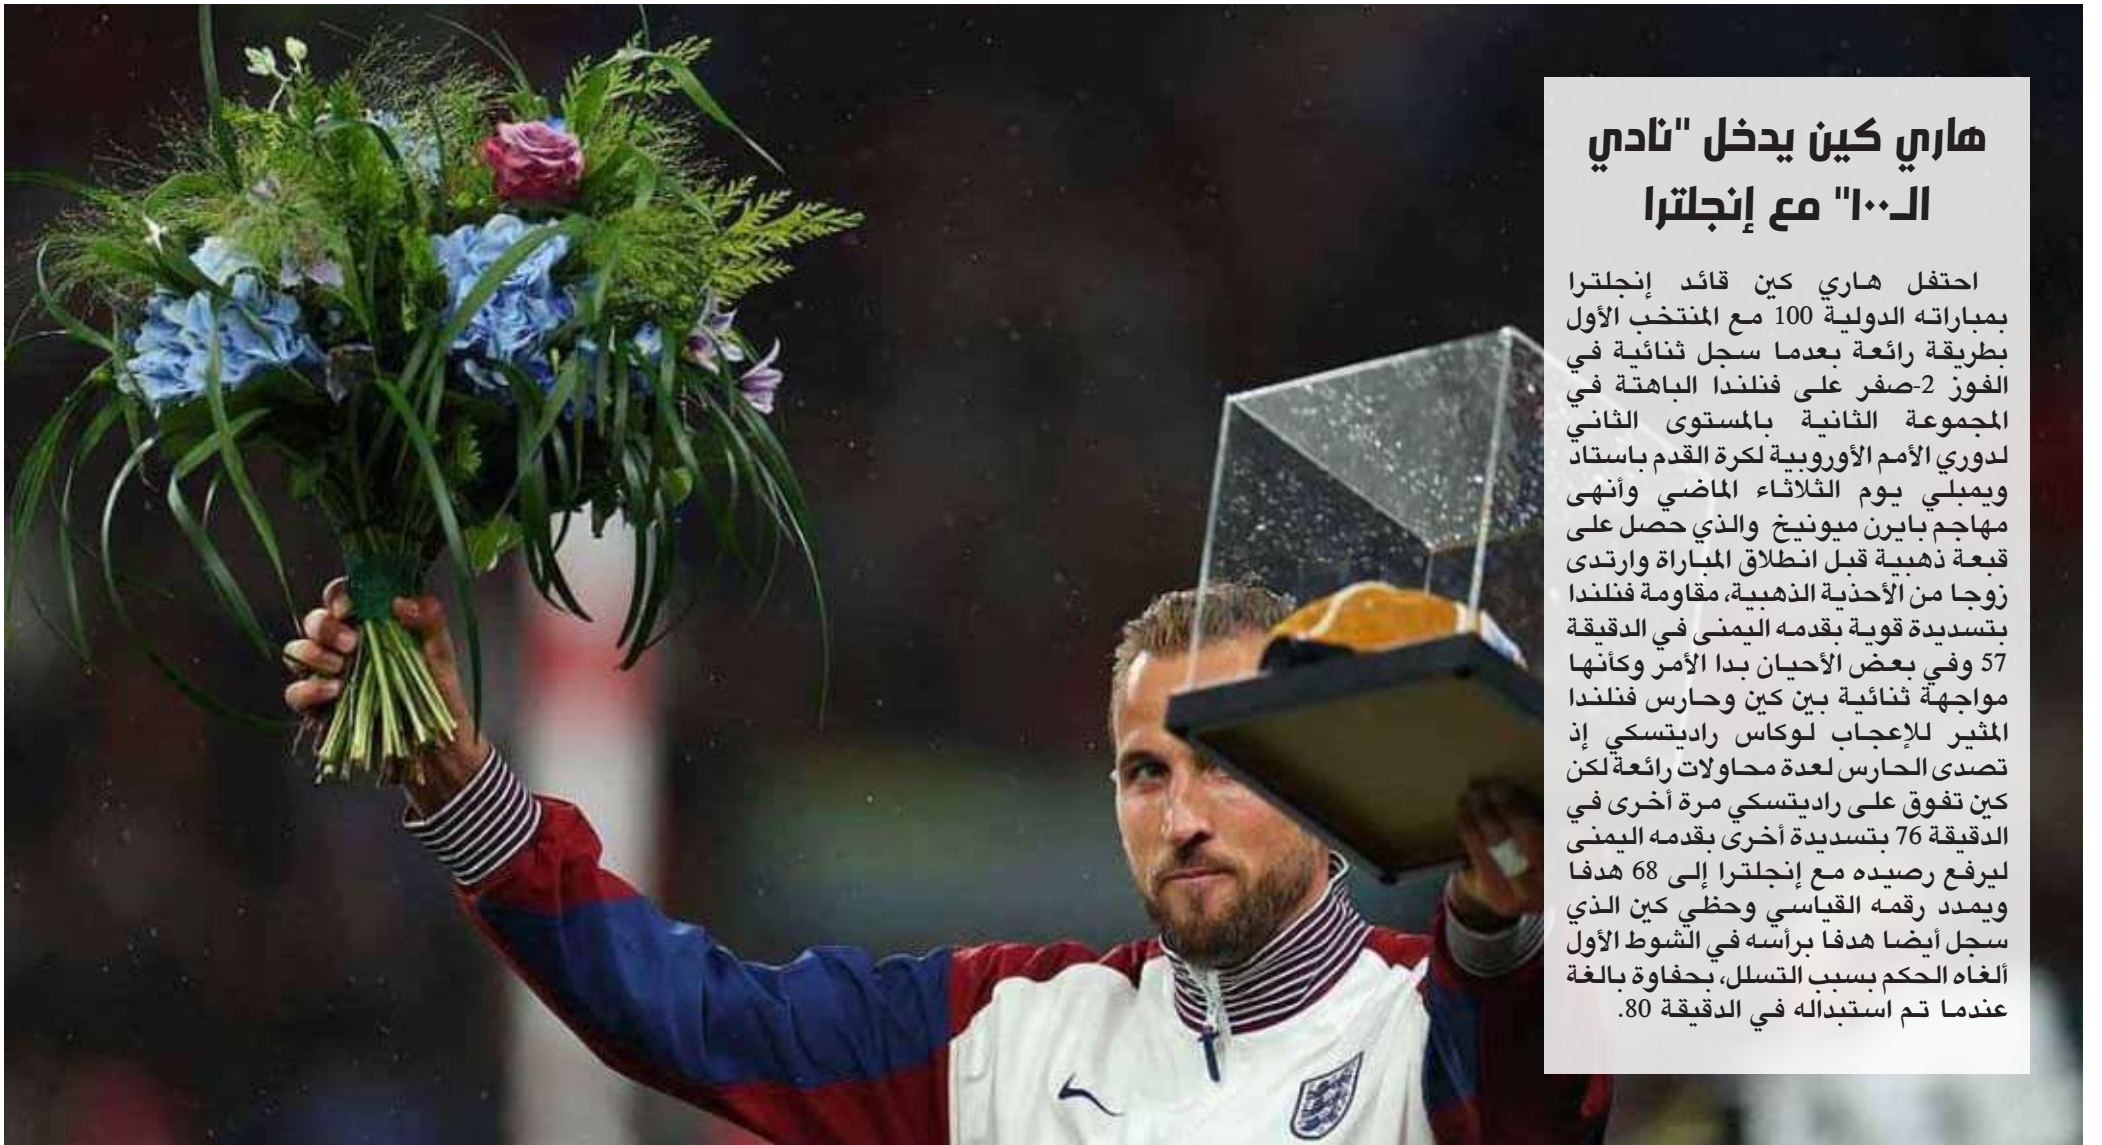 هاري كين يدخل "نادي
الـ١٠٠" مع إنجلترا
احتفل هاري كين قائد إنجلترا
بمباراته الدولية 100 مع المنتخب الأول
بطريقة رائعة بعدما سجل ثنائية في
الفوز 2-صفر على فنلندا الباهتة في
المجموعة الثانية بالمستوى الثاني
لدوري الأمم الأوروبية لكرة القدم باستاد
ويمبلي يوم الثلاثاء الماضي وأنهى
مهاجم بايرن ميونيخ والذي حصل على
قبعة ذهبية قبل انطلاق المباراة وارتدى
زوجا من الأحذية الذهبية، مقاومة فنلندا
بتسديدة قوية بقدمه اليمنى في الدقيقة
57 وفي بعض الأحيان بدا الأمر وكأنها
مواجهة ثنائية بين كين وحارس فنلندا
المثير للإعجاب لوكاس راديتسكي إذ
تصدى الحارس لعدة محاولات رائعة لكن
كين تفوق على راديتسكي مرة أخرى في
الدقيقة 76 بتسديدة أخرى بقدمه اليمنى
ليرفع رصيده مع إنجلترا إلى 68 هدفا
ويمدد رقمه القياسي وحظي كين الذي
سجل أيضا هدفا برأسه في الشوط الأول
ألغاه الحكم بسبب التسلل، بحفاوة بالغة
عندما تم استبداله في الدقيقة 80.